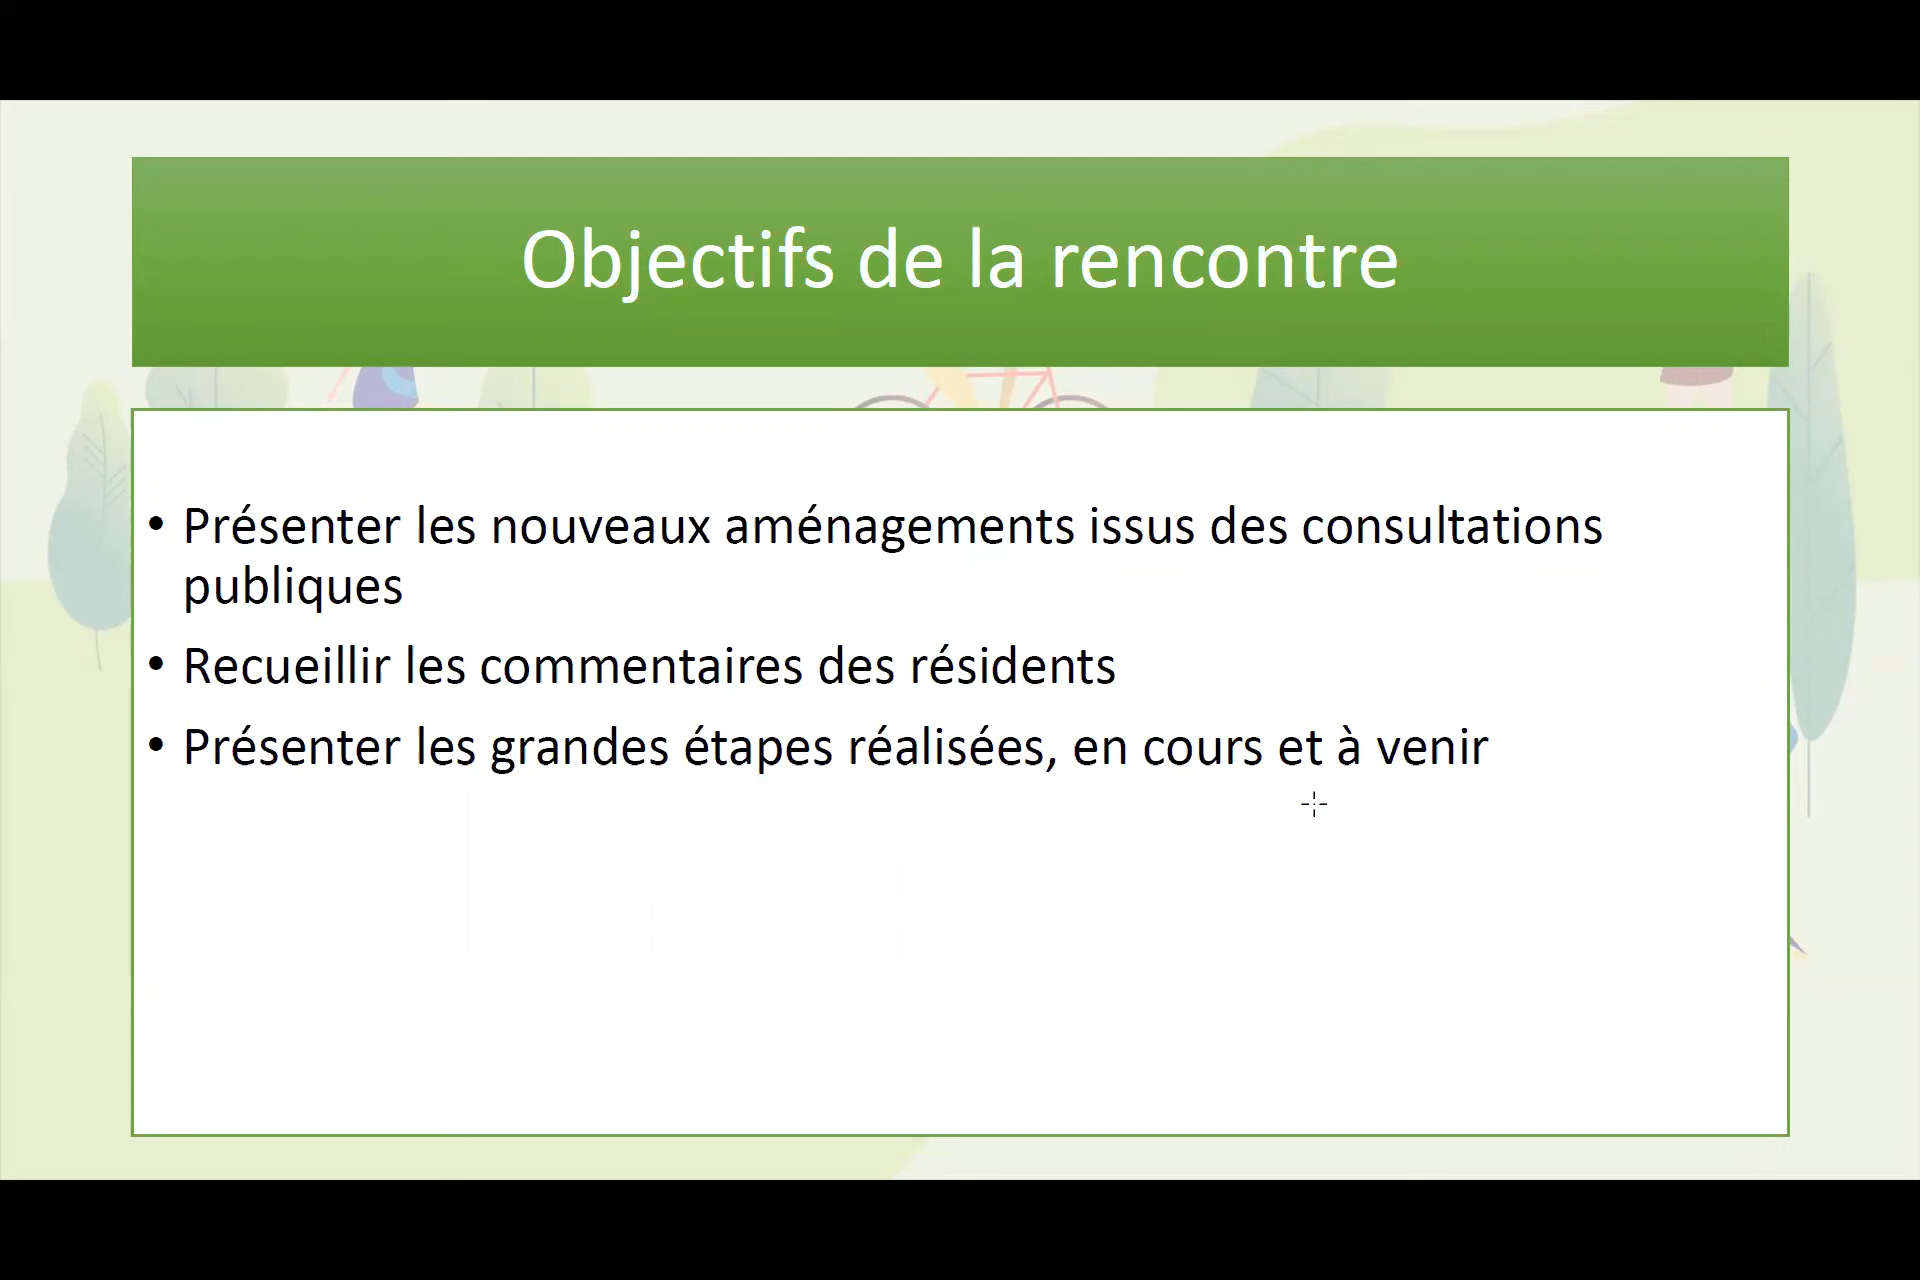 Objectifs de la rencontre
• Présenter les nouveaux aménagements issus des consultations
publiques
• Recueillir les commentaires des résidents
• Présenter les grandes étapes réalisées, en cours et à venir